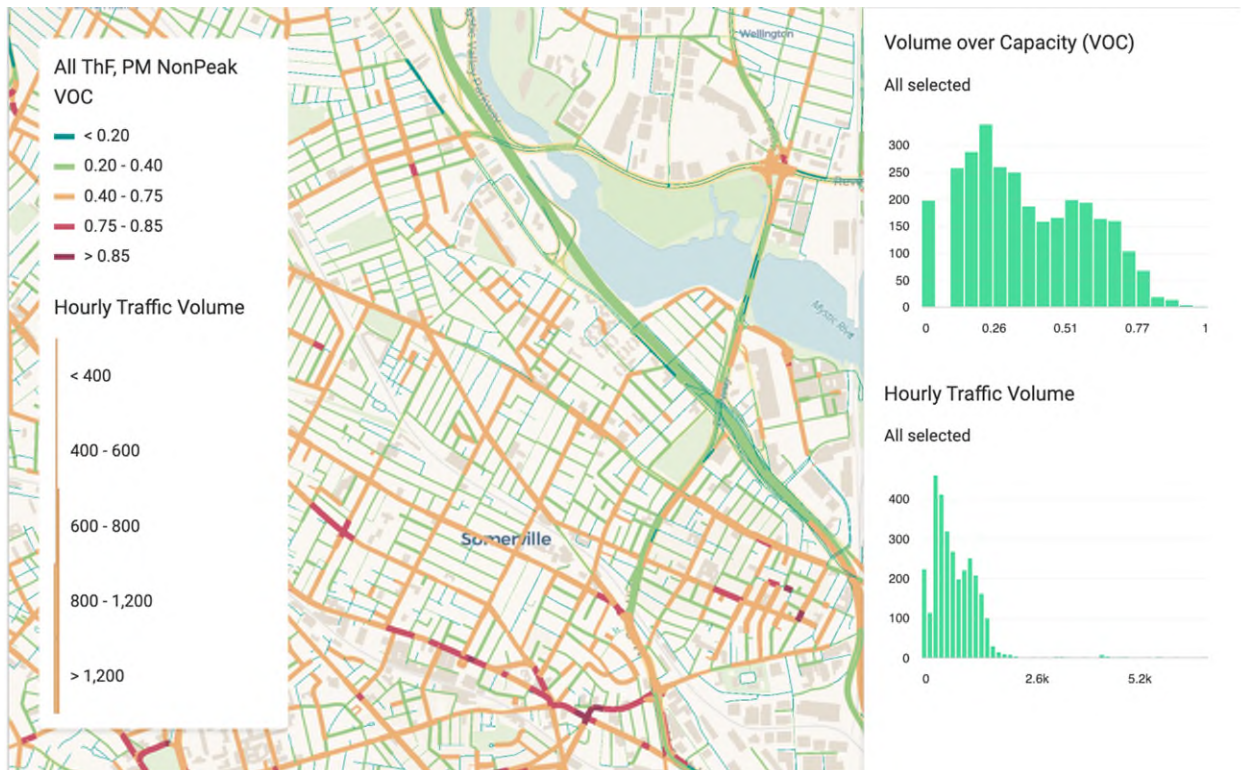 All ThF, PM NonPeak
VOC
< 0.20
0.20 - 0.40
0.40 - 0.75
0.75 - 0.85
> 0.85
Hourly Traffic Volume
< 400
400 - 600
600 - 800
800 - 1,200
> 1,200
Wellington
Valley Parkway
Mystic Rive
Somerville
Volume over Capacity (VOC)
All selected
300
250
200
150
100
50
0
0 0.26 0.51 0.77 1
Hourly Traffic Volume
All selected
400
300
200
100
0
0 2.6k 5.2k